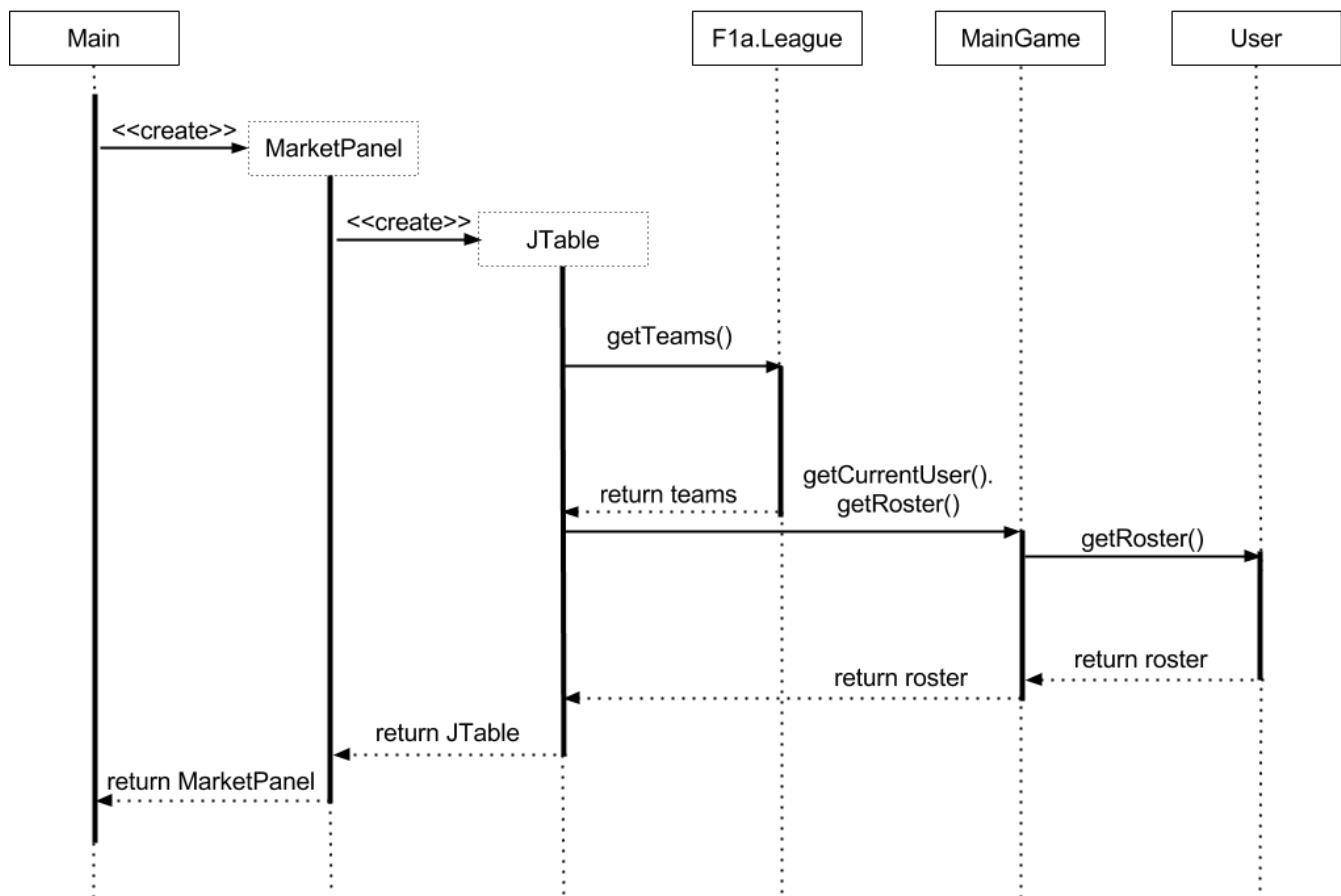 Main
F1a.League
MainGame
User
<<create>>
MarketPanel
<<create>>
JTable
getTeams()
getCurrentUser().
getRoster()
return teams
getRoster()
return roster
return roster
return JTable
return MarketPanel